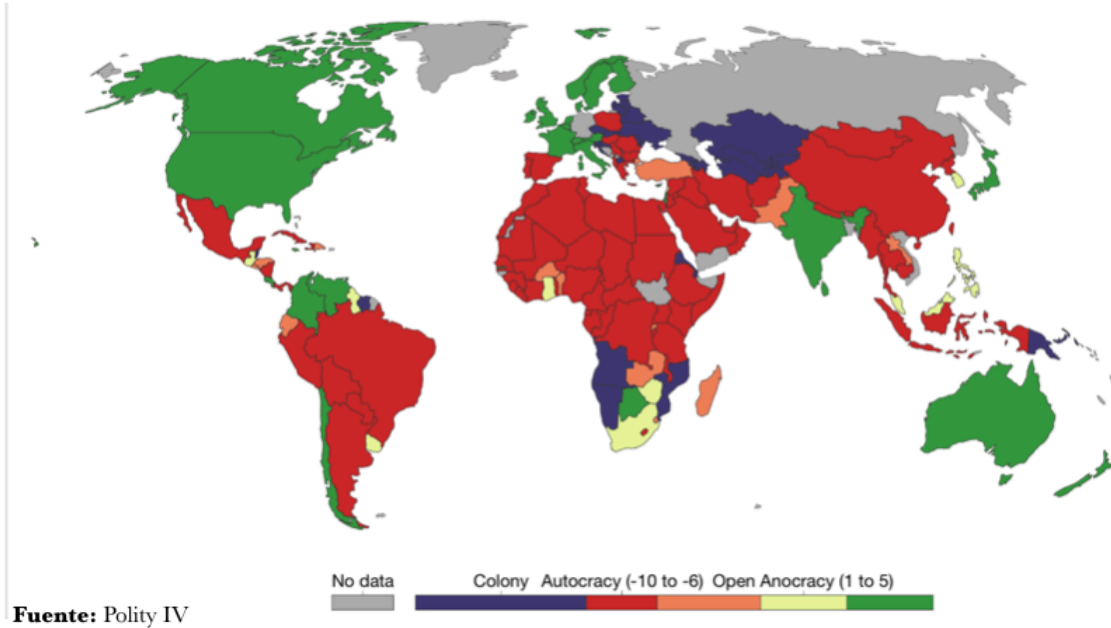 No data Colony Autocracy (-10 to -6) Open Anocracy (1 to 5)
Fuente: Polity IV